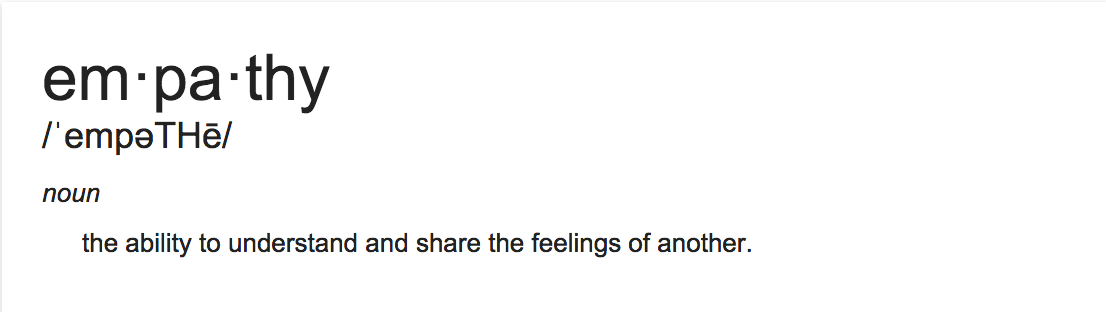 em·pa·thy
/ˈempəTHē/
noun
the ability to understand and share the feelings of another.